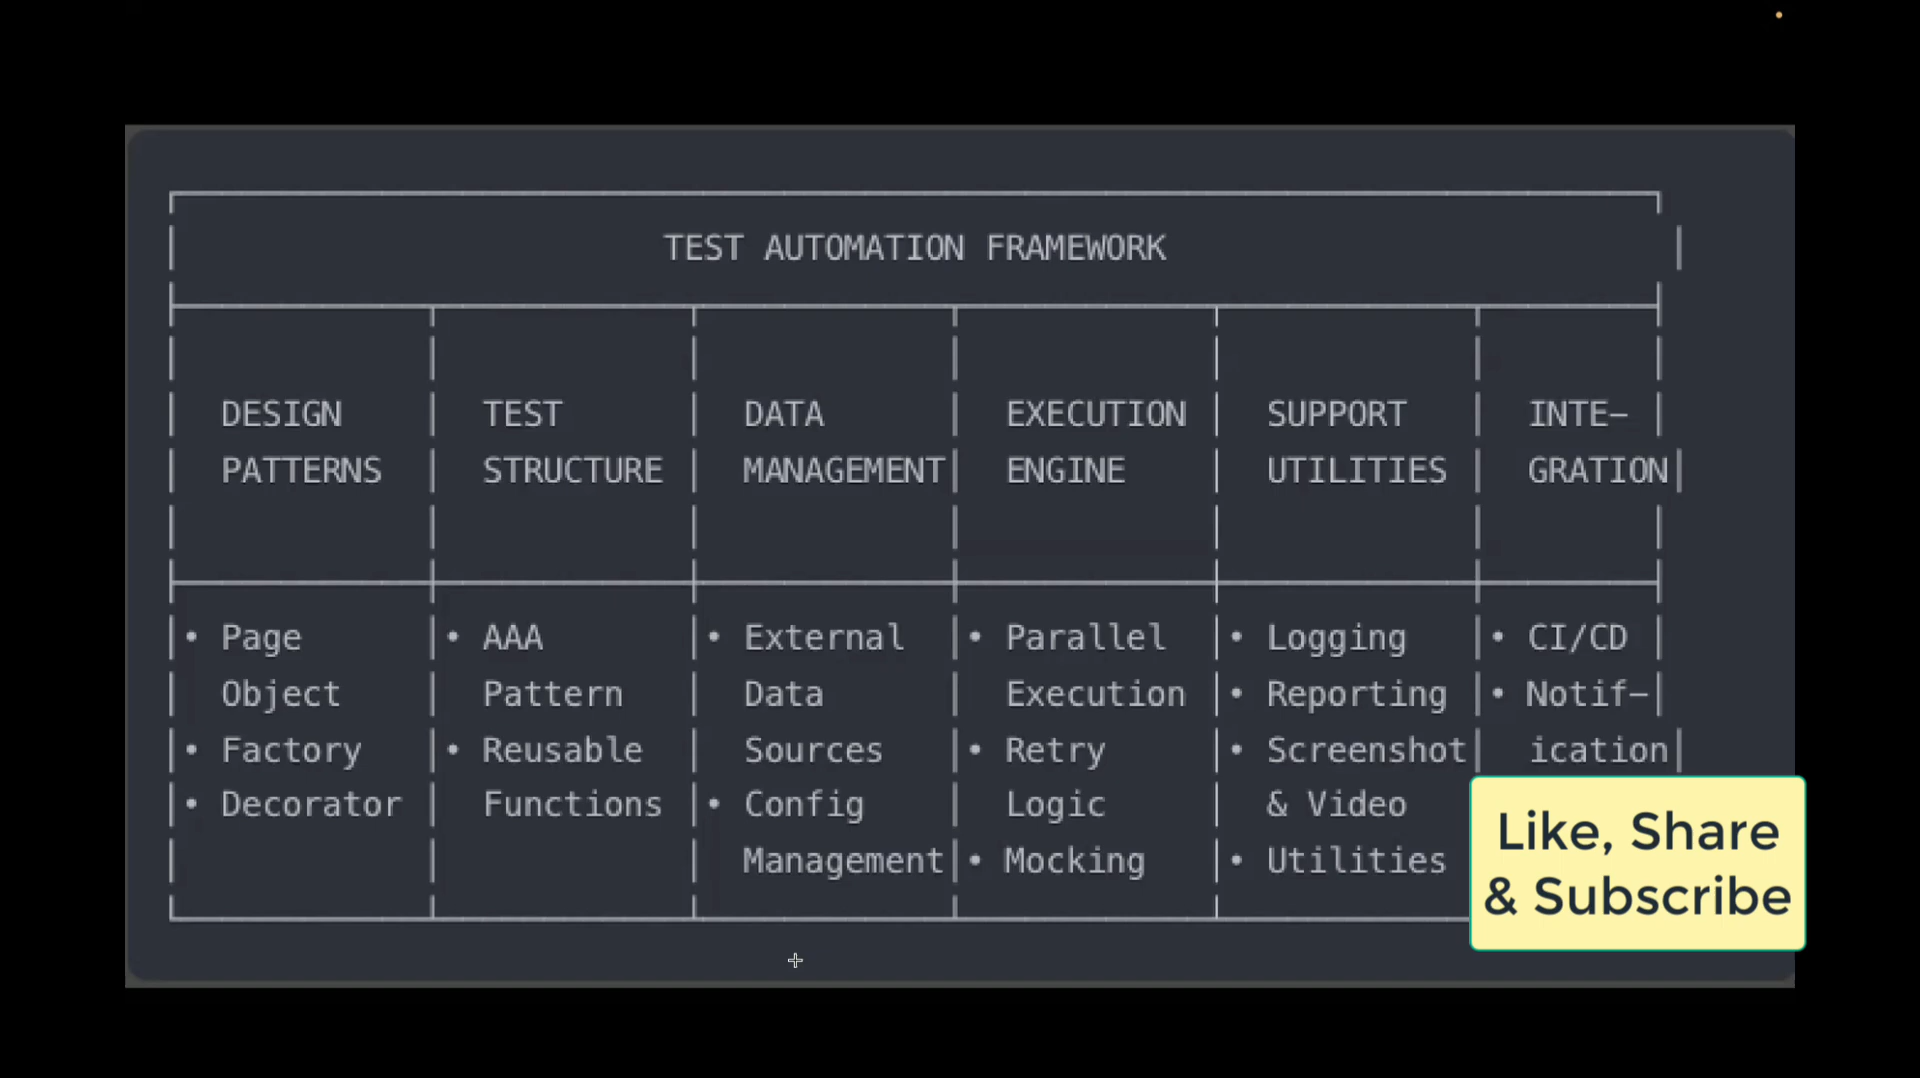 TEST AUTOMATION FRAMEWORK
DESIGN
PATTERNS
TEST
STRUCTURE
DATA
MANAGEMENT
EXECUTION
ENGINE
SUPPORT
UTILITIES
INTE–
GRATION
• Page
Object
• Factory
• Decorator
• AAA
Pattern
• Reusable
Functions
• External
Data
Sources
• Config
Management
• Parallel
Execution
• Retry
Logic
• Mocking
• Logging
• Reporting
• Screenshot
& Video
• Utilities
• CI/CD
• Notif–
ication
Like, Share
& Subscribe